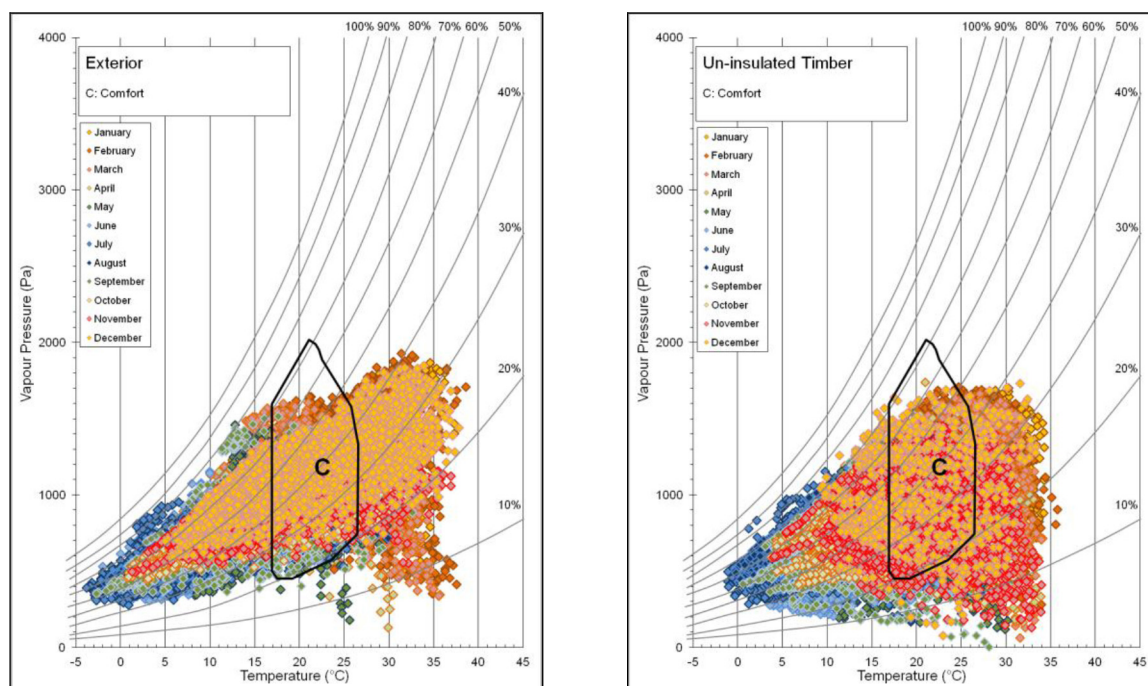 100% 90% 80% 70% 60% 50%
4000
Exterior
C: Comfort
40%
January
February
March
April
May
June
July
August
September
October
November
December
3000
30%
Vapour Pressure (Pa)
2000
20%
C
1000
10%
0
-5 0 5 10 15 20 25 30 35 40 45
Temperature (°C)
100% 90% 80% 70% 60% 50%
4000
Un-insulated Timber
C: Comfort
40%
January
February
March
April
May
June
July
August
September
October
November
December
3000
30%
Vapour Pressure (Pa)
2000
20%
C
1000
10%
0
-5 0 5 10 15 20 25 30 35 40 45
Temperature (°C)